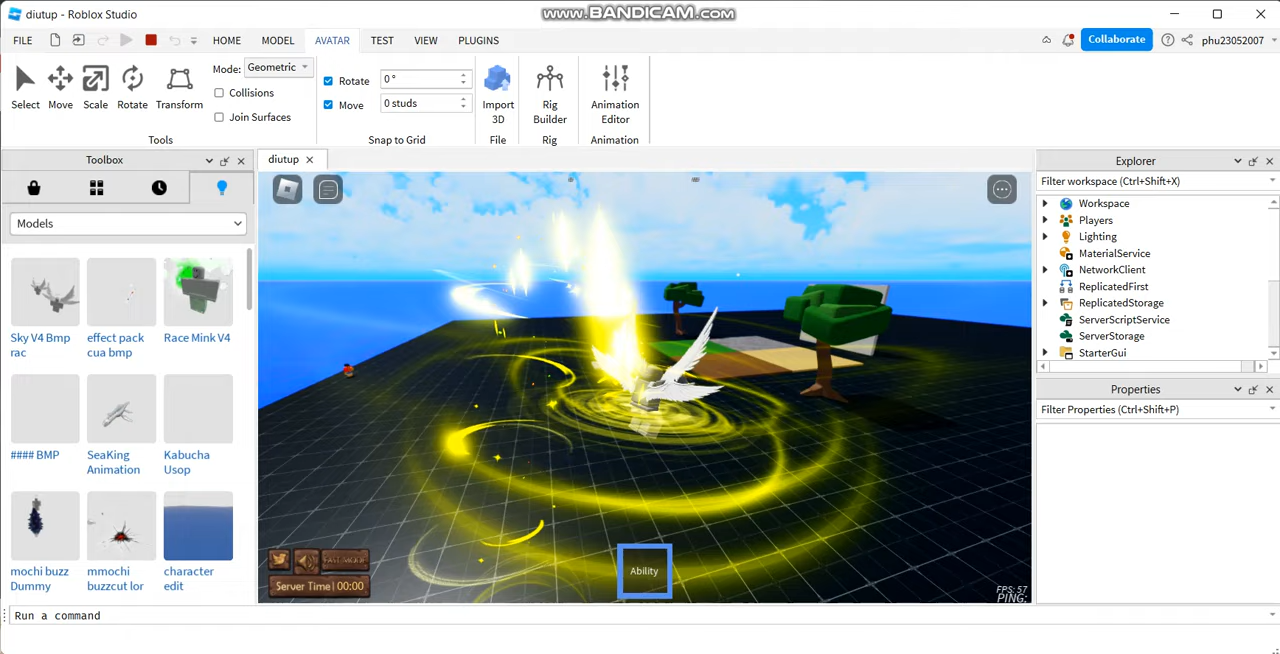 diutup - Roblox Studio
www.BANDICAM.com
FILE
HOME
MODEL
AVATAR
TEST
VIEW
PLUGINS
Collaborate
phu23052007
Select
Move
Scale
Rotate
Transform
Mode:
Geometric
Collisions
Join Surfaces
Tools
Rotate
0 °
Move
0 studs
Snap to Grid
Import
3D
File
Rig
Builder
Rig
Animation
Editor
Animation
Toolbox
Models
Sky V4 Bmp
rac
effect pack
cua bmp
Race Mink V4
#### BMP
SeaKing
Animation
Kabucha
Usop
mochi buzz
Dummy
mmochi
buzzcut lor
character
edit
diutup
FAST MODE
Server Time | 00:00
Ability
FPS: 57
PING:
Explorer
Filter workspace (Ctrl+Shift+X)
Workspace
Players
Lighting
MaterialService
NetworkClient
ReplicatedFirst
ReplicatedStorage
ServerScriptService
ServerStorage
StarterGui
Properties
Filter Properties (Ctrl+Shift+P)
Run a command